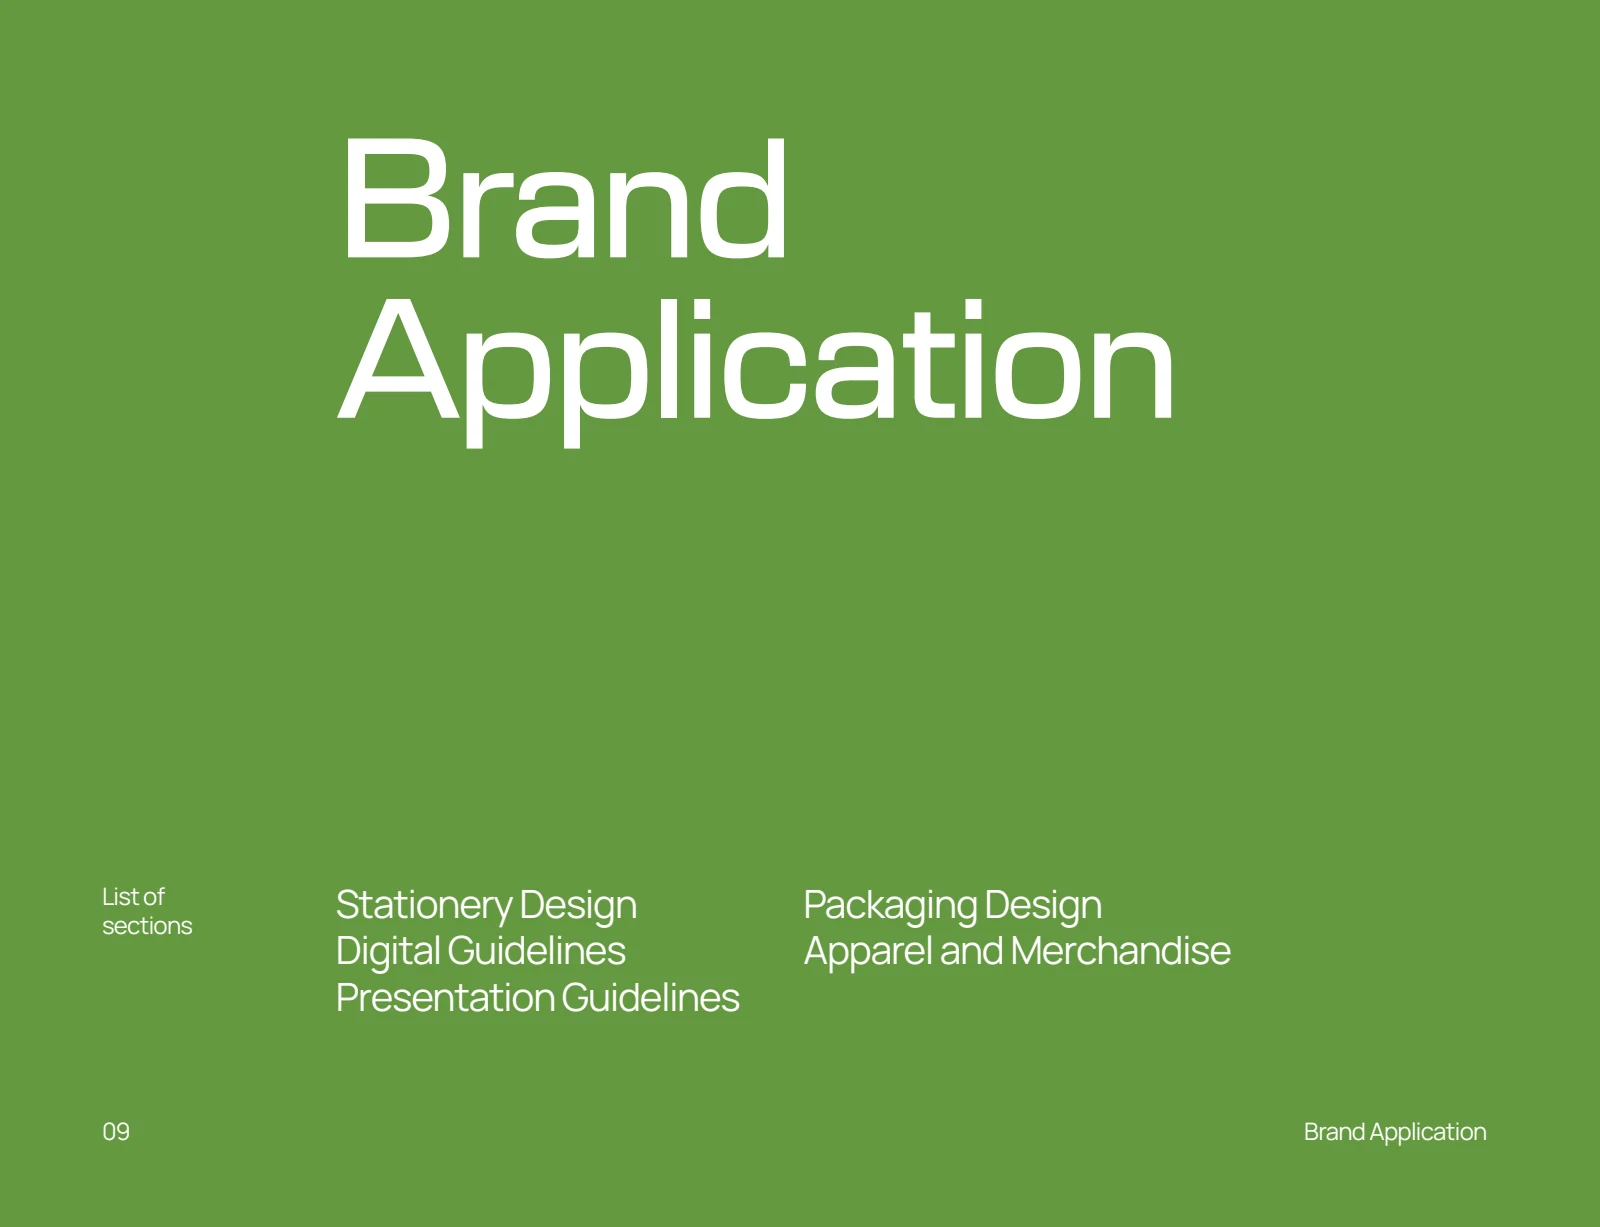 Brand
Application
List of
sections
Stationery Design
Digital Guidelines
Presentation Guidelines
Packaging Design
Apparel and Merchandise
09
Brand Application